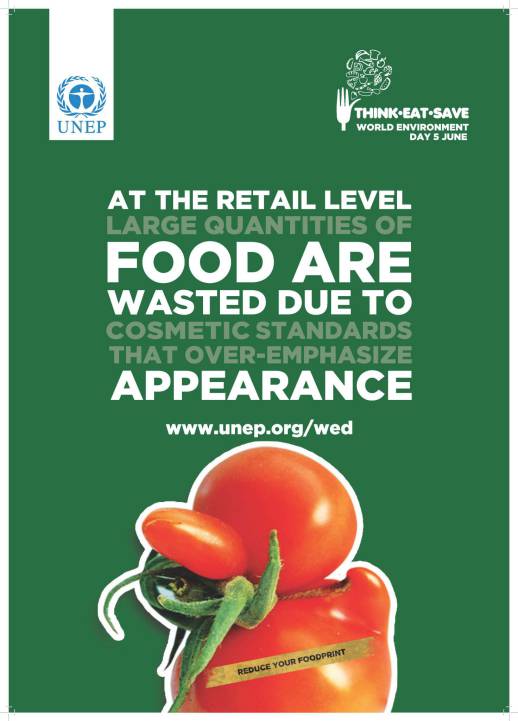 UNEP
THINK•EAT•SAVE
WORLD ENVIRONMENT
DAY 5 JUNE
AT THE RETAIL LEVEL
LARGE QUANTITIES OF
FOOD ARE
WASTED DUE TO
COSMETIC STANDARDS
THAT OVER-EMPHASIZE
APPEARANCE
www.unep.org/wed
REDUCE YOUR FOODPRINT